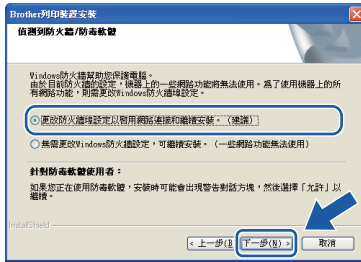 Brother列印裝置安裝
偵測到防火牆/防毒軟體
Windows防火牆幫助您保護電腦。
由於目前防火牆的設定,機器上的一些網路功能將無法使用。爲了使用機器上的所
有網路功能,則需更改Windows防火牆設定。
更改防火牆埠設定以啓用網路連接和繼續安裝。(建議)
無需更改Windows防火牆設定,可繼續安裝。(一些網路功能無法使用)
針對防毒軟體使用者:
如果您正在使用防毒軟體,安裝時可能會出現警告對話方塊,然後選擇「允許」以
繼續。
InstallShield
< 上一步(B
下一步(N) >
取消